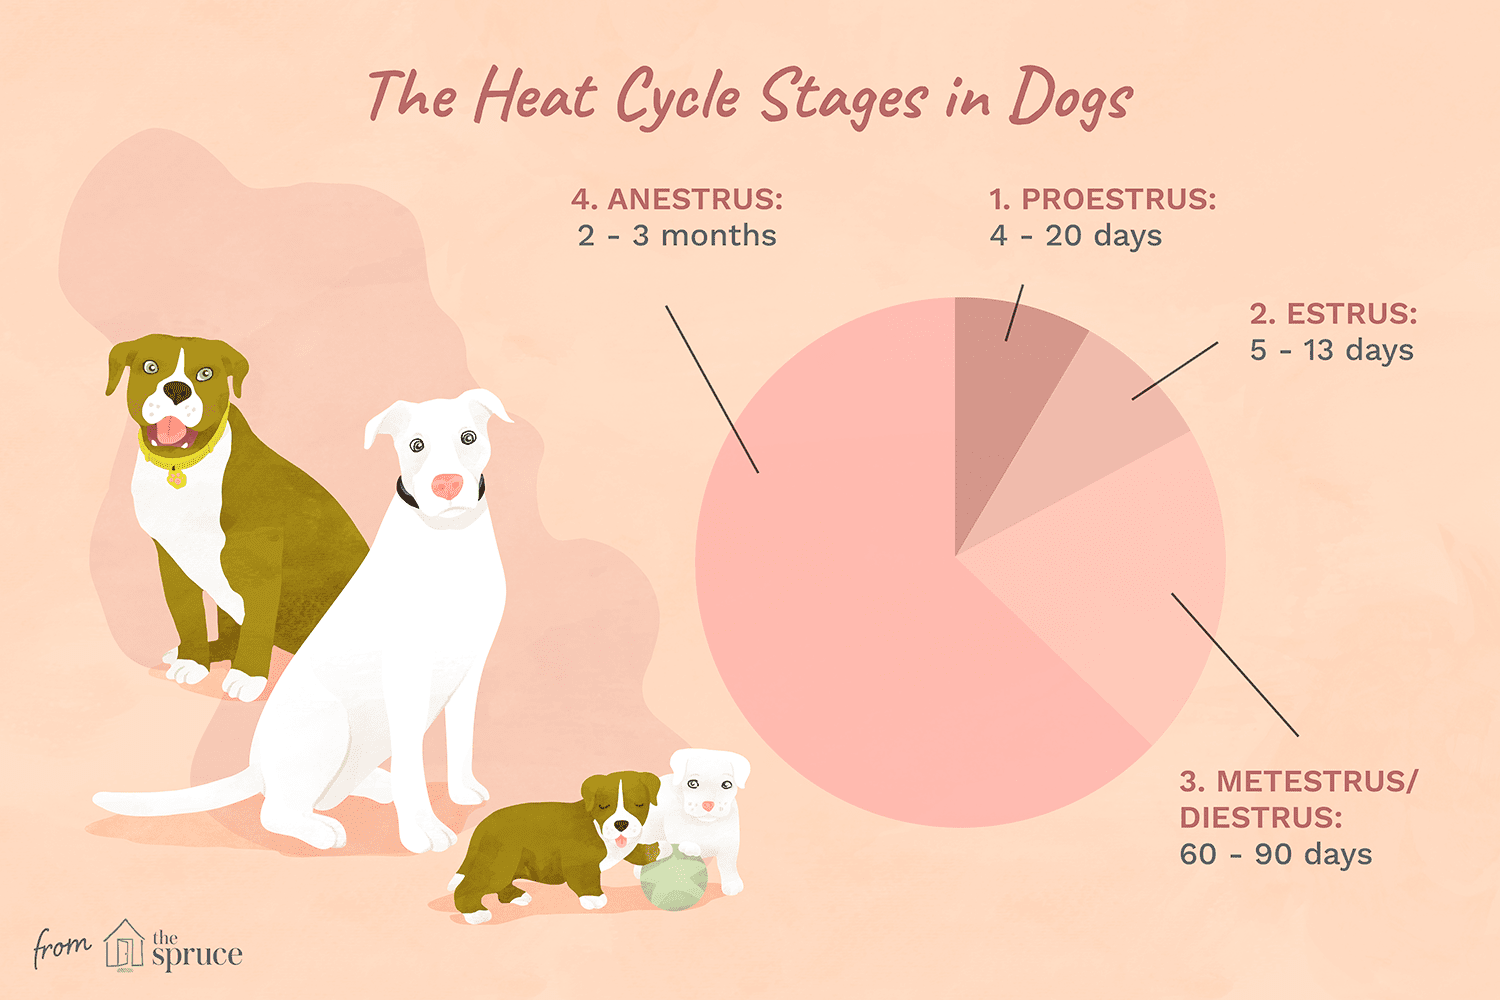 The Heat Cycle Stages in Dogs
4. ANESTRUS:
2 - 3 months
1. PROESTRUS:
4 - 20 days
2. ESTRUS:
5 - 13 days
3. METESTRUS/
DIESTRUS:
60 - 90 days
from the spruce